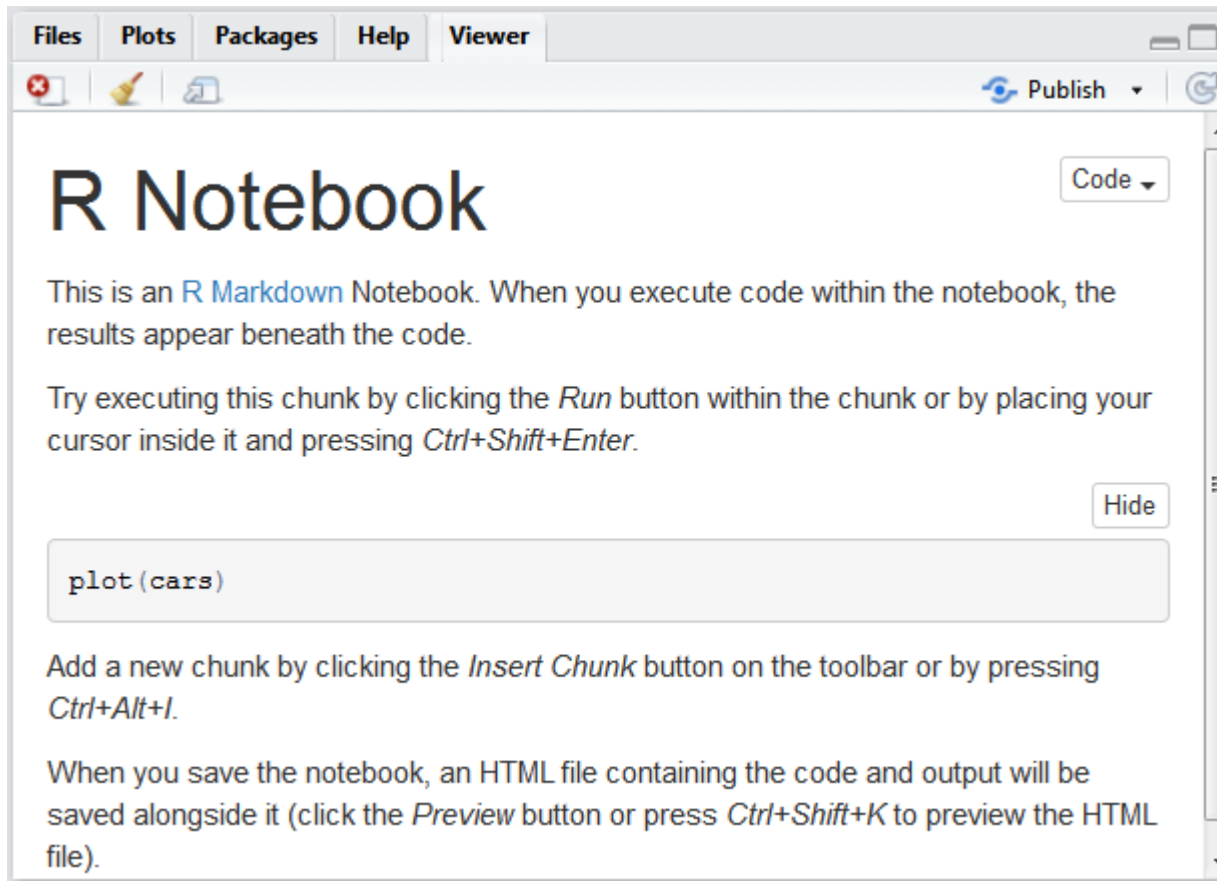 Files Plots Packages Help Viewer
Publish
R Notebook
Code
This is an R Markdown Notebook. When you execute code within the notebook, the
results appear beneath the code.
Try executing this chunk by clicking the Run button within the chunk or by placing your
cursor inside it and pressing Ctrl+Shift+Enter.
Hide
plot(cars)
Add a new chunk by clicking the Insert Chunk button on the toolbar or by pressing
Ctrl+Alt+I.
When you save the notebook, an HTML file containing the code and output will be
saved alongside it (click the Preview button or press Ctrl+Shift+K to preview the HTML
file).